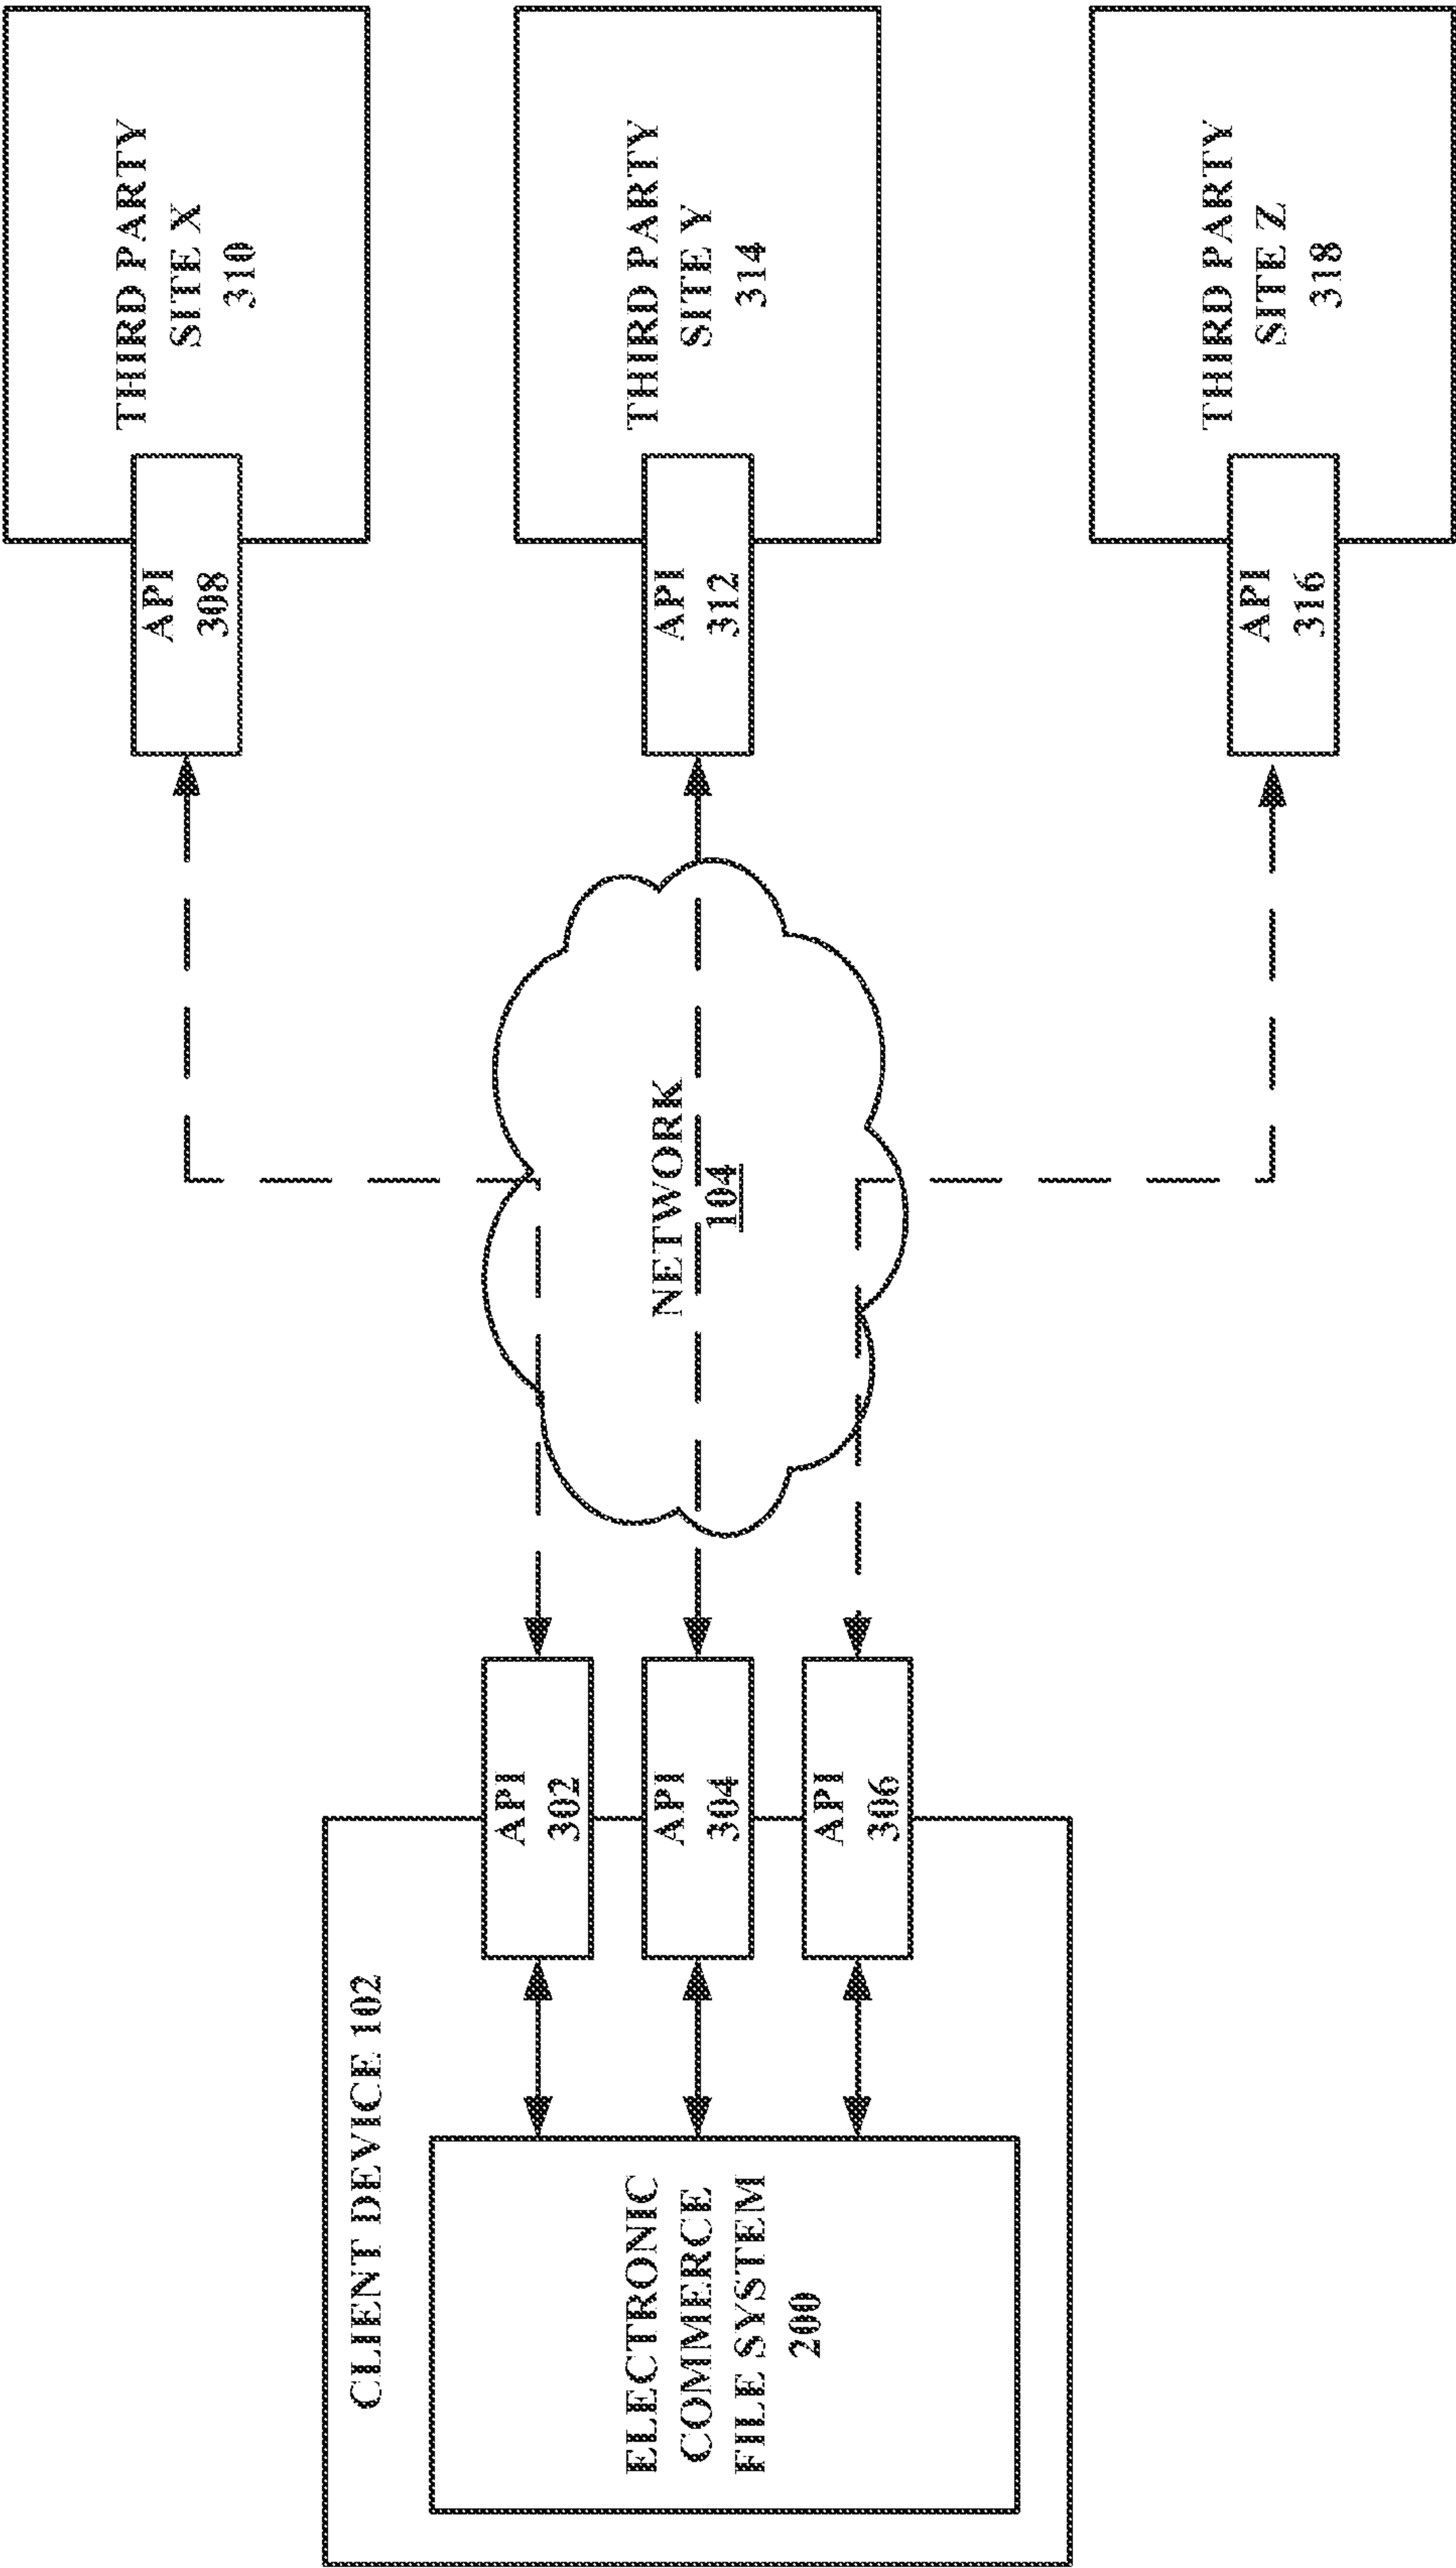 CLIENT DEVICE 102
ELECTRONIC
COMMERCE
FILE SYSTEM
200
API
302
API
304
API
306
NETWORK
104
API
308
THIRD PARTY
SITE X
310
API
312
THIRD PARTY
SITE Y
314
API
316
THIRD PARTY
SITE Z
318